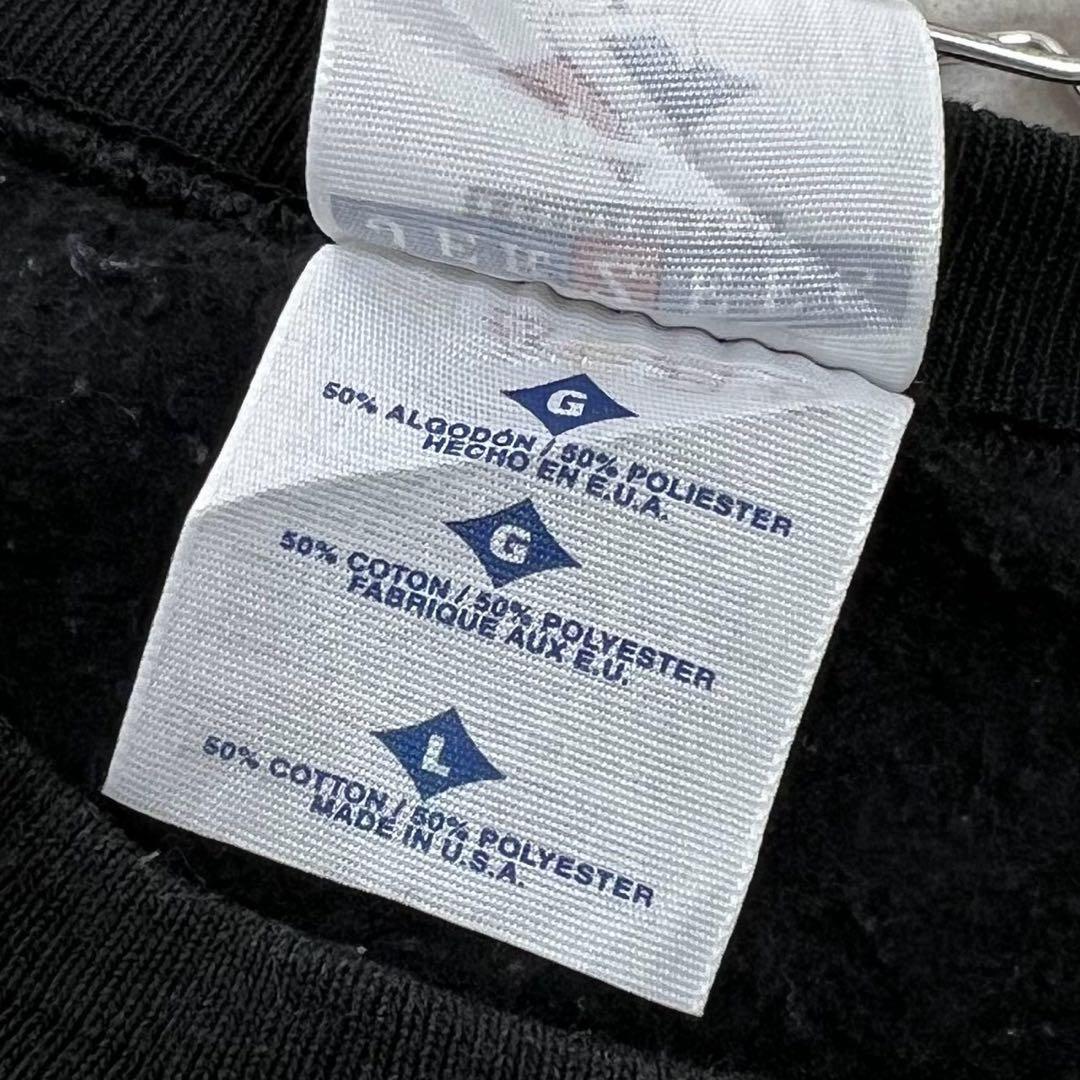 G
50% ALGODÓN / 50% POLIESTER
HECHO EN E.U.A.
G
50% COTON / 50% POLYESTER
FABRIQUE AUX E.U.
L
50% COTTON / 50% POLYESTER
MADE IN U.S.A.